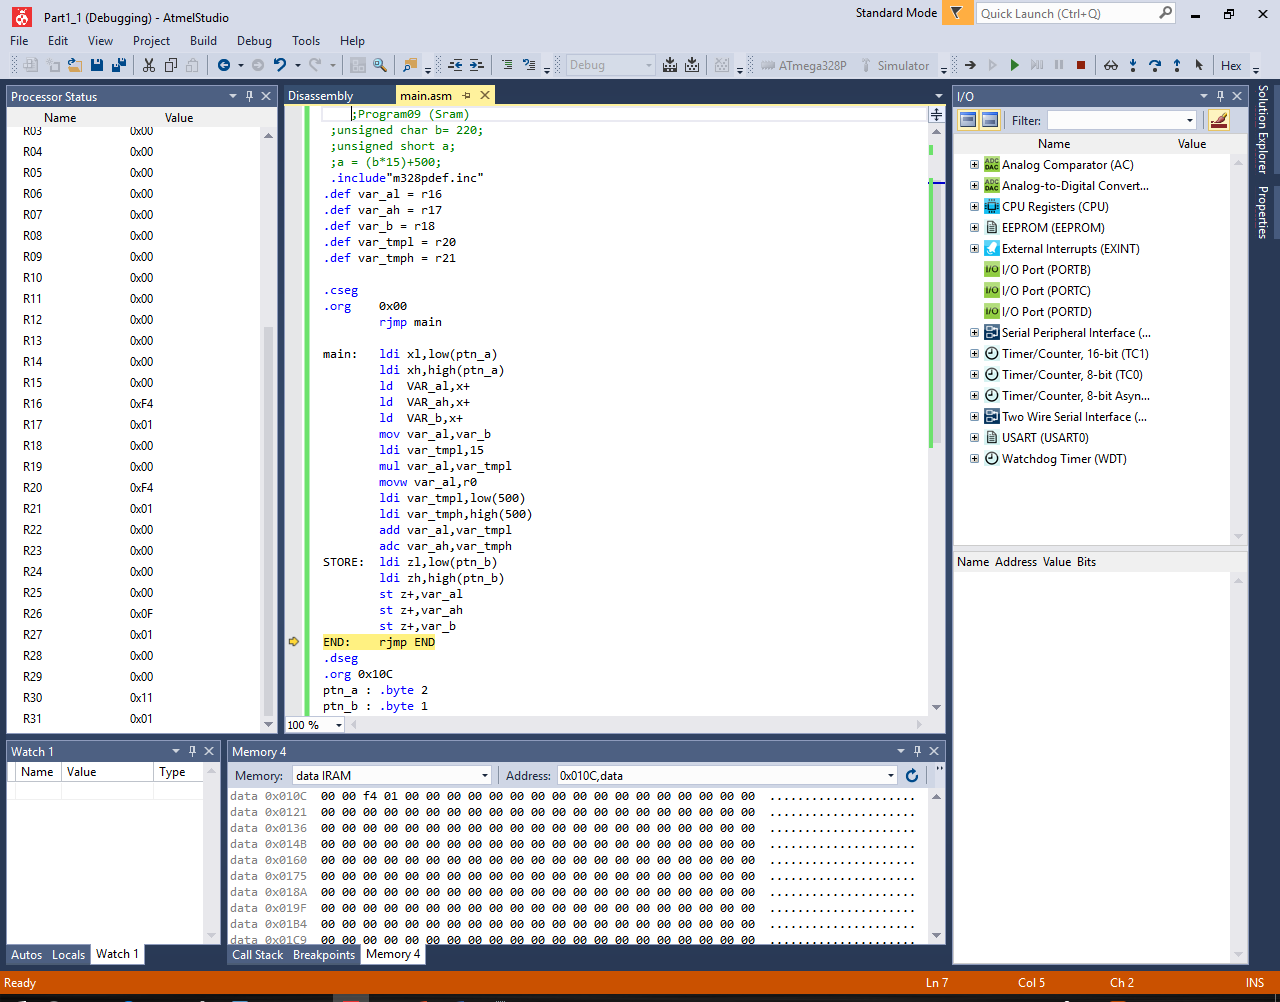 Part1_1 (Debugging) - AtmelStudio
Standard Mode
Quick Launch (Ctrl+Q)
File Edit View Project Build Debug Tools Help
Debug
ATmega328P
Simulator
Hex
Processor Status
Name Value
R03 0x00
R04 0x00
R05 0x00
R06 0x00
R07 0x00
R08 0x00
R09 0x00
R10 0x00
R11 0x00
R12 0x00
R13 0x00
R14 0x00
R15 0x00
R16 0xF4
R17 0x01
R18 0x00
R19 0x00
R20 0xF4
R21 0x01
R22 0x00
R23 0x00
R24 0x00
R25 0x00
R26 0x0F
R27 0x01
R28 0x00
R29 0x00
R30 0x11
R31 0x01
Disassembly
main.asm
;Program09 (Sram)
;unsigned char b= 220;
;unsigned short a;
;a = (b*15)+500;
.include"m328pdef.inc"
.def var_al = r16
.def var_ah = r17
.def var_b = r18
.def var_tmpl = r20
.def var_tmph = r21
.cseg
.org 0x00
rjmp main
main: ldi xl,low(ptn_a)
ldi xh,high(ptn_a)
ld VAR_al,x+
ld VAR_ah,x+
ld VAR_b,x+
mov var_al,var_b
ldi var_tmpl,15
mul var_al,var_tmpl
movw var_al,r0
ldi var_tmpl,low(500)
ldi var_tmph,high(500)
add var_al,var_tmpl
adc var_ah,var_tmph
STORE: ldi zl,low(ptn_b)
ldi zh,high(ptn_b)
st z+,var_al
st z+,var_ah
st z+,var_b
END: rjmp END
.dseg
.org 0x10C
ptn_a : .byte 2
ptn_b : .byte 1
100 %
I/O
Filter:
Name Value
Analog Comparator (AC)
Analog-to-Digital Convert...
CPU Registers (CPU)
EEPROM (EEPROM)
External Interrupts (EXINT)
I/O Port (PORTB)
I/O Port (PORTC)
I/O Port (PORTD)
Serial Peripheral Interface (...
Timer/Counter, 16-bit (TC1)
Timer/Counter, 8-bit (TC0)
Timer/Counter, 8-bit Asyn...
Two Wire Serial Interface (...
USART (USART0)
Watchdog Timer (WDT)
Name Address Value Bits
Solution Explorer
Properties
Watch 1
Name Value Type
Autos Locals Watch 1
Memory 4
Memory: data IRAM Address: 0x010C,data
data 0x010C 00 00 f4 01 00 00 00 00 00 00 00 00 00 00 00 00 00 00 00 00 00 .....................
data 0x0121 00 00 00 00 00 00 00 00 00 00 00 00 00 00 00 00 00 00 00 00 00 .....................
data 0x0136 00 00 00 00 00 00 00 00 00 00 00 00 00 00 00 00 00 00 00 00 00 .....................
data 0x014B 00 00 00 00 00 00 00 00 00 00 00 00 00 00 00 00 00 00 00 00 00 .....................
data 0x0160 00 00 00 00 00 00 00 00 00 00 00 00 00 00 00 00 00 00 00 00 00 .....................
data 0x0175 00 00 00 00 00 00 00 00 00 00 00 00 00 00 00 00 00 00 00 00 00 .....................
data 0x018A 00 00 00 00 00 00 00 00 00 00 00 00 00 00 00 00 00 00 00 00 00 .....................
data 0x019F 00 00 00 00 00 00 00 00 00 00 00 00 00 00 00 00 00 00 00 00 00 .....................
data 0x01B4 00 00 00 00 00 00 00 00 00 00 00 00 00 00 00 00 00 00 00 00 00 .....................
data 0x01C9 00 00 00 00 00 00 00 00 00 00 00 00 00 00 00 00 00 00 00 00 00 .....................
Call Stack Breakpoints Memory 4
Ready Ln 7 Col 5 Ch 2 INS